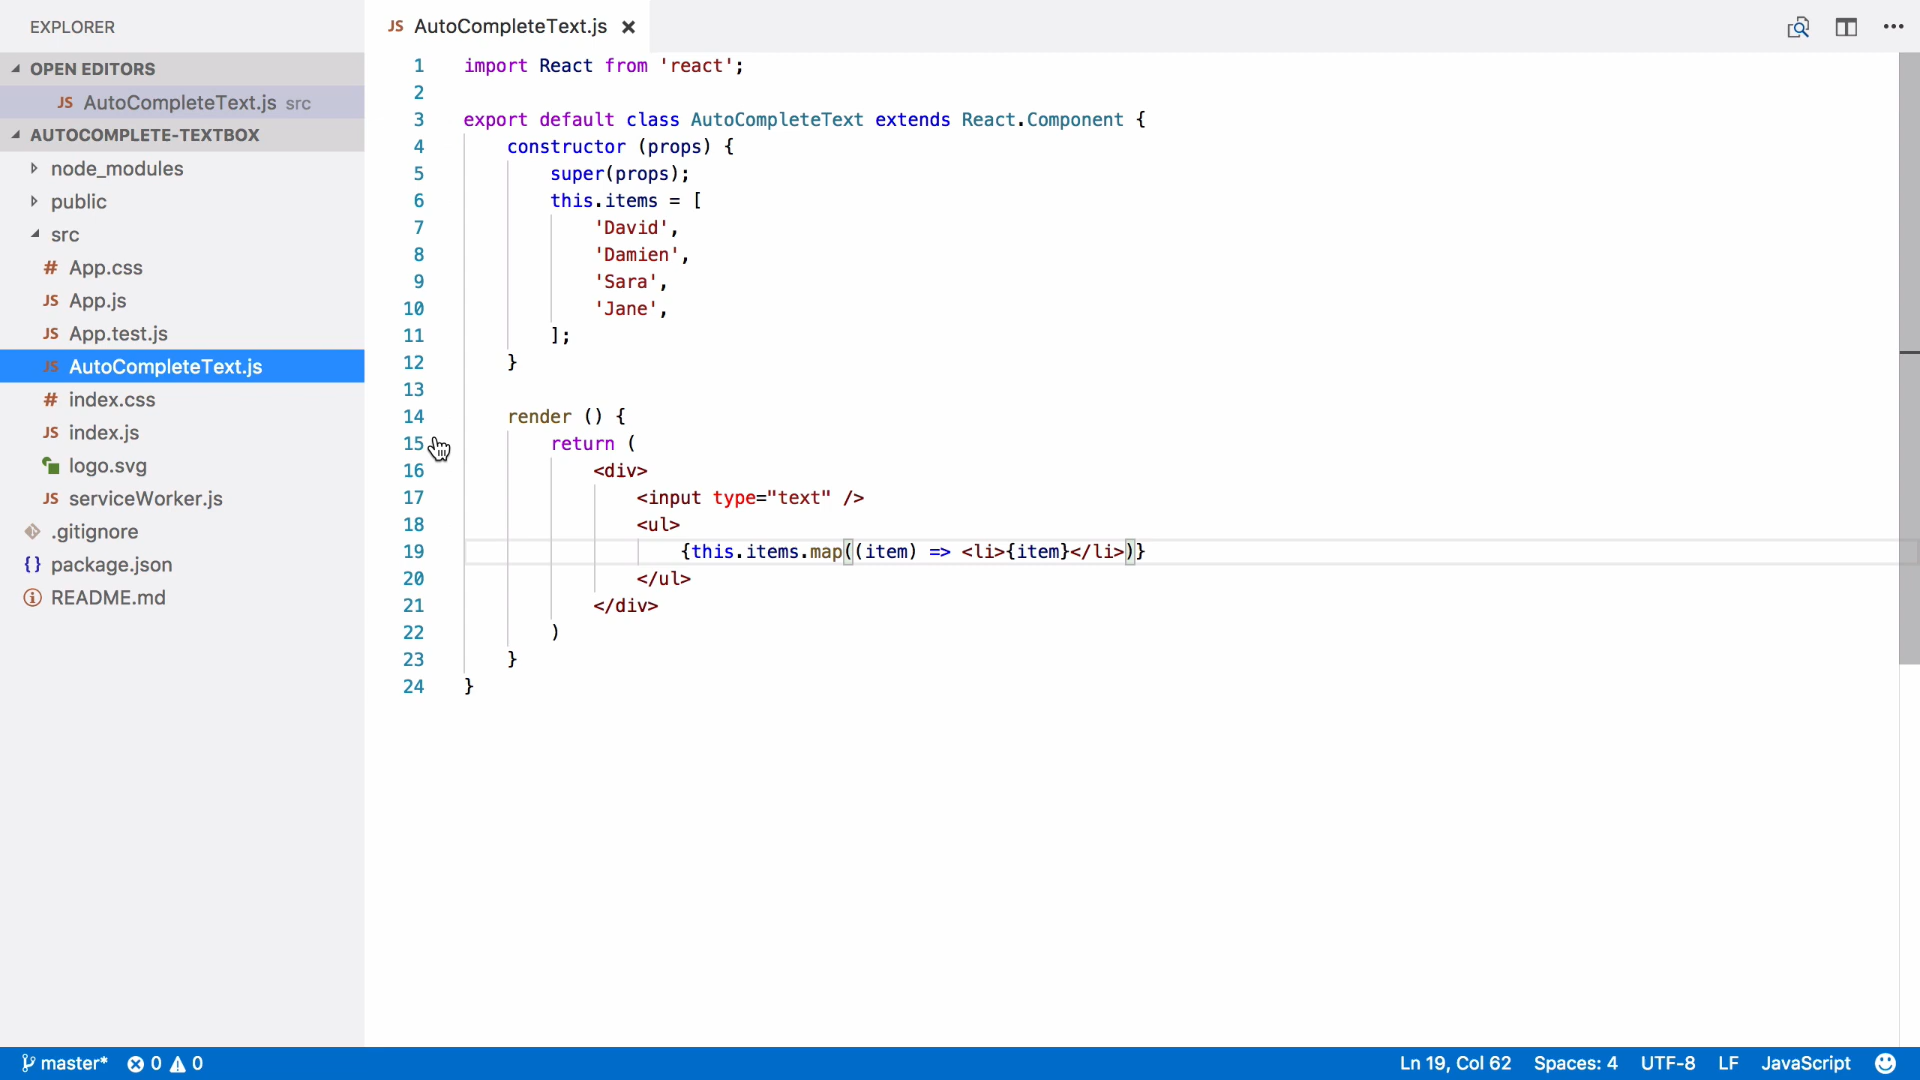 EXPLORER
OPEN EDITORS
JS AutoCompleteText.js src
AUTOCOMPLETE-TEXTBOX
node_modules
public
src
# App.css
JS App.js
JS App.test.js
JS AutoCompleteText.js
# index.css
JS index.js
logo.svg
JS serviceWorker.js
.gitignore
{} package.json
README.md
JS AutoCompleteText.js
1 import React from 'react';
2
3 export default class AutoCompleteText extends React.Component {
4 constructor (props) {
5 super(props);
6 this.items = [
7 'David',
8 'Damien',
9 'Sara',
10 'Jane',
11 ];
12 }
13
14 render () {
15 return (
16 <div>
17 <input type="text" />
18 <ul>
19 {this.items.map((item) => <li>{item}</li>)}
20 </ul>
21 </div>
22 )
23 }
24 }
master* 0 0 Ln 19, Col 62 Spaces: 4 UTF-8 LF JavaScript